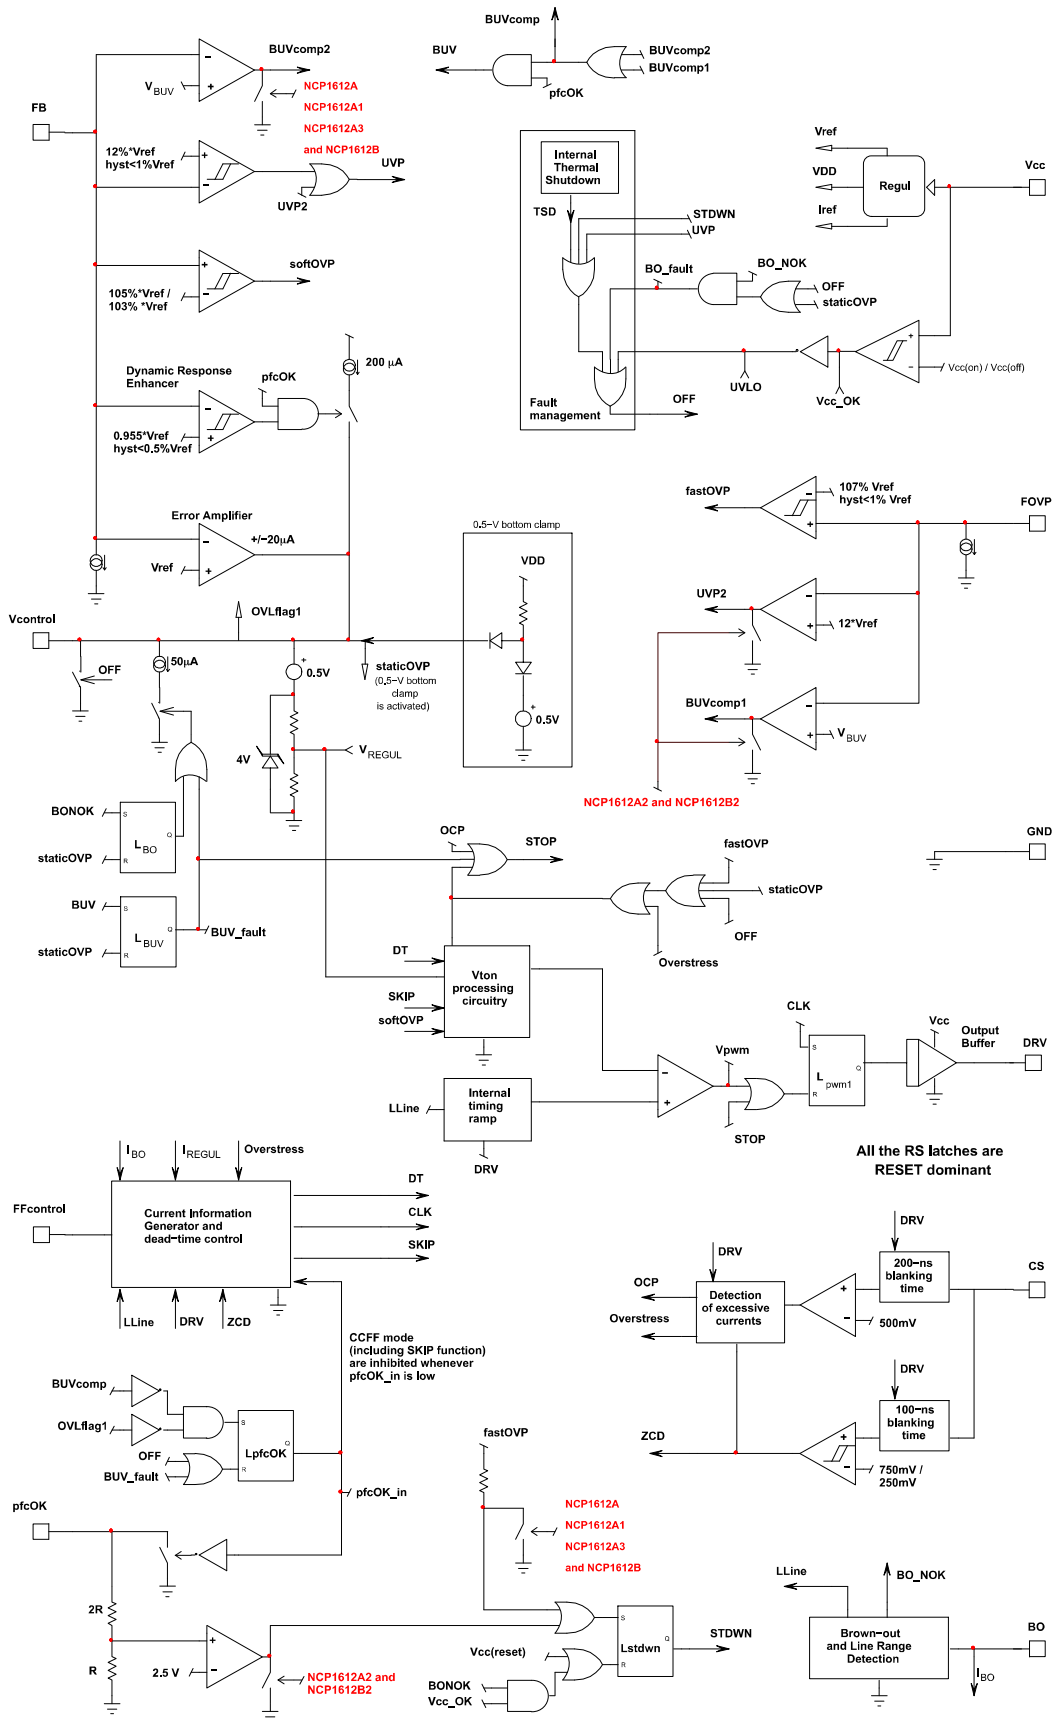 BUVcomp2
V BUV
NCP1612A
NCP1612A1
NCP1612A3
and NCP1612B
FB
12%*Vref
hyst<1%Vref
UVP
UVP2
softOVP
105%*Vref /
103% *Vref
200 µA
Dynamic Response
Enhancer
pfcOK
0.955*Vref
hyst<0.5%Vref
Error Amplifier
+/−20µA
Vref
BUVcomp
BUV
BUVcomp2
BUVcomp1
pfcOK
Internal
Thermal
Shutdown
TSD
STDWN
UVP
BO_fault
BO_NOK
OFF
staticOVP
UVLO
Vcc_OK
Vcc(on) / Vcc(off)
Fault
management
OFF
Vref
VDD
Iref
Regul
Vcc
fastOVP
107% Vref
hyst<1% Vref
FOVP
UVP2
12*Vref
BUVcomp1
V BUV
NCP1612A2 and NCP1612B2
0.5−V bottom clamp
VDD
0.5V
Vcontrol
OVLflag1
OFF
50µA
0.5V
staticOVP
(0.5−V bottom
clamp
is activated)
4V
V REGUL
BONOK
staticOVP
S
R
Q
L BO
BUV
staticOVP
S
R
Q
L BUV
BUV_fault
OCP
STOP
fastOVP
staticOVP
OFF
Overstress
GND
DT
SKIP
softOVP
Vton
processing
circuitry
LLine
Internal
timing
ramp
DRV
Vpwm
STOP
CLK
S
R
Q
L pwm1
Vcc
Output
Buffer
DRV
All the RS latches are
RESET dominant
I BO
I REGUL
Overstress
FFcontrol
Current Information
Generator and
dead−time control
DT
CLK
SKIP
LLine
DRV
ZCD
CCFF mode
(including SKIP function)
are inhibited whenever
pfcOK_in is low
BUVcomp
OVLflag1
OFF
BUV_fault
S
R
Q
LpfcOK
pfcOK_in
pfcOK
2R
R
2.5 V
NCP1612A2 and
NCP1612B2
fastOVP
NCP1612A
NCP1612A1
NCP1612A3
and NCP1612B
Vcc(reset)
BONOK
Vcc_OK
S
R
Q
Lstdwn
STDWN
OCP
Overstress
DRV
Detection
of excessive
currents
500mV
DRV
200−ns
blanking
time
CS
DRV
100−ns
blanking
time
ZCD
750mV /
250mV
LLine
BO_NOK
Brown−out
and Line Range
Detection
BO
I BO